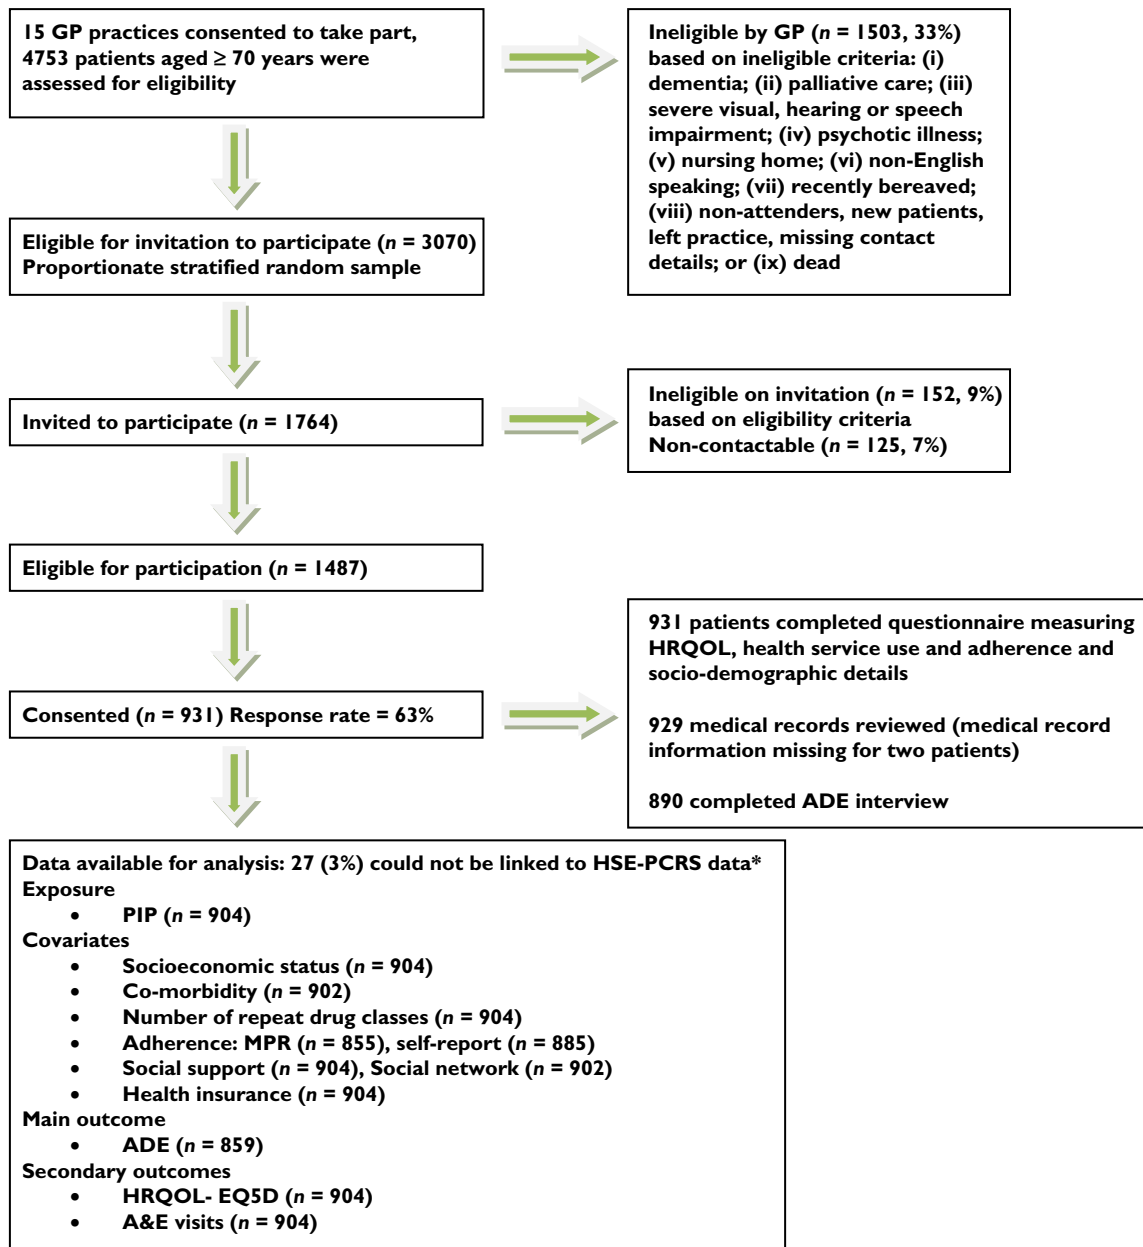 15 GP practices consented to take part,
4753 patients aged ≥ 70 years were
assessed for eligibility
Ineligible by GP (n = 1503, 33%)
based on ineligible criteria: (i)
dementia; (ii) palliative care; (iii)
severe visual, hearing or speech
impairment; (iv) psychotic illness;
(v) nursing home; (vi) non-English
speaking; (vii) recently bereaved;
(viii) non-attenders, new patients,
left practice, missing contact
details; or (ix) dead
Eligible for invitation to participate (n = 3070)
Proportionate stratified random sample
Invited to participate (n = 1764)
Ineligible on invitation (n = 152, 9%)
based on eligibility criteria
Non-contactable (n = 125, 7%)
Eligible for participation (n = 1487)
Consented (n = 931) Response rate = 63%
931 patients completed questionnaire measuring
HRQOL, health service use and adherence and
socio-demographic details
929 medical records reviewed (medical record
information missing for two patients)
890 completed ADE interview
Data available for analysis: 27 (3%) could not be linked to HSE-PCRS data*
Exposure
• PIP (n = 904)
Covariates
• Socioeconomic status (n = 904)
• Co-morbidity (n = 902)
• Number of repeat drug classes (n = 904)
• Adherence: MPR (n = 855), self-report (n = 885)
• Social support (n = 904), Social network (n = 902)
• Health insurance (n = 904)
Main outcome
• ADE (n = 859)
Secondary outcomes
• HRQOL- EQ5D (n = 904)
• A&E visits (n = 904)